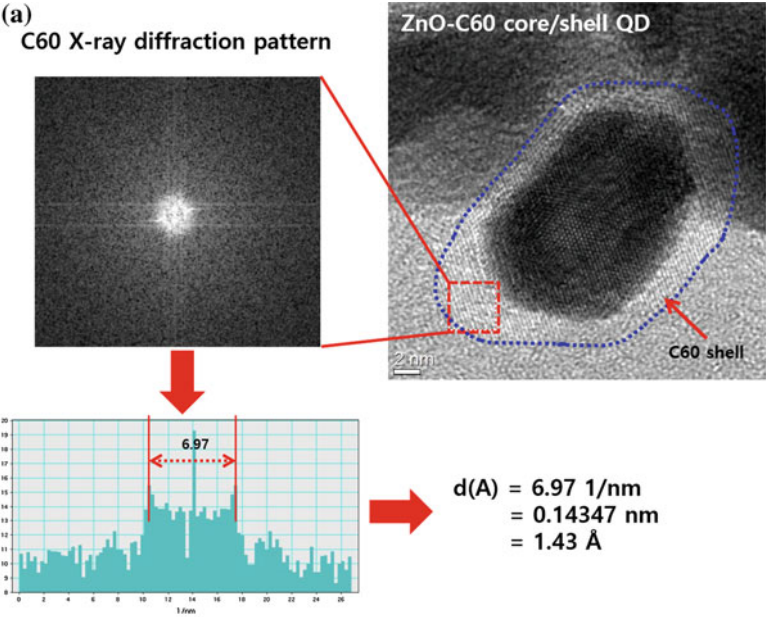 (a)
C60 X-ray diffraction pattern
ZnO-C60 core/shell QD
C60 shell
2 nm
20
19
18
17
16
15
14
13
12
11
10
9
8
6.97
0 2 4 6 8 10 12 14 16 18 20 22 24 26
1/nm
d(A) = 6.97 1/nm
= 0.14347 nm
= 1.43 Å